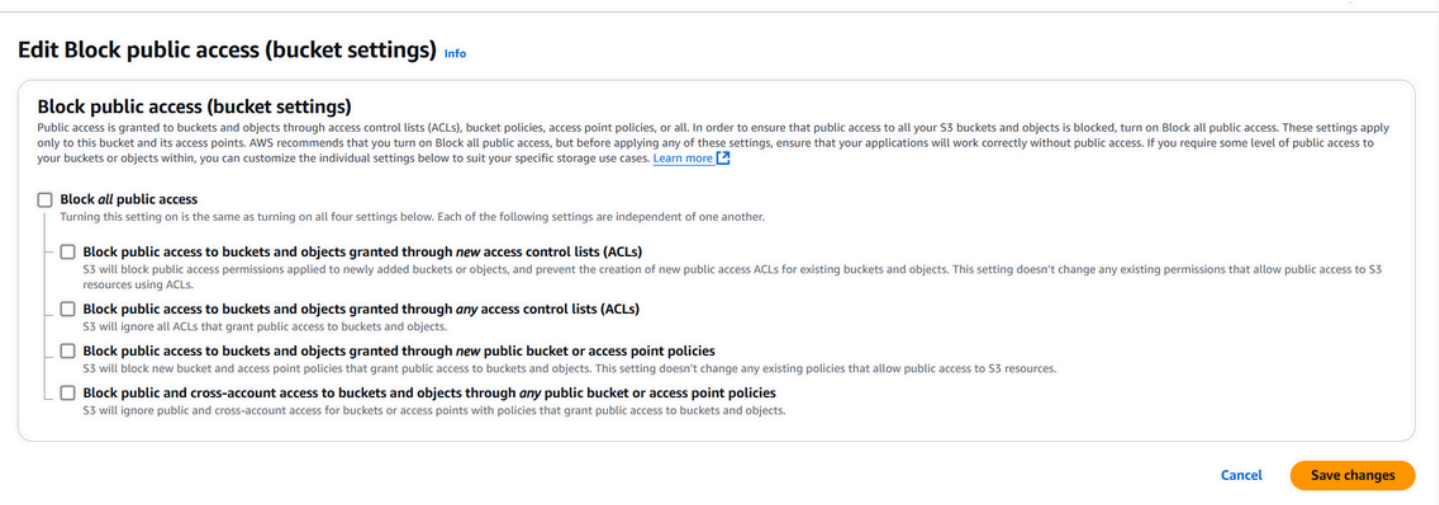 Edit Block public access (bucket settings) Info
Block public access (bucket settings)
Public access is granted to buckets and objects through access control lists (ACLs), bucket policies, access point policies, or all. In order to ensure that public access to all your S3 buckets and objects is blocked, turn on Block all public access. These settings apply
only to this bucket and its access points. AWS recommends that you turn on Block all public access, but before applying any of these settings, ensure that your applications will work correctly without public access. If you require some level of public access to
your buckets or objects within, you can customize the individual settings below to suit your specific storage use cases. Learn more
Block all public access
Turning this setting on is the same as turning on all four settings below. Each of the following settings are independent of one another.
Block public access to buckets and objects granted through new access control lists (ACLs)
S3 will block public access permissions applied to newly added buckets or objects, and prevent the creation of new public access ACLs for existing buckets and objects. This setting doesn't change any existing permissions that allow public access to S3
resources using ACLs.
Block public access to buckets and objects granted through any access control lists (ACLs)
S3 will ignore all ACLs that grant public access to buckets and objects.
Block public access to buckets and objects granted through new public bucket or access point policies
S3 will block new bucket and access point policies that grant public access to buckets and objects. This setting doesn't change any existing policies that allow public access to S3 resources.
Block public and cross-account access to buckets and objects through any public bucket or access point policies
S3 will ignore public and cross-account access for buckets or access points with policies that grant public access to buckets and objects.
Cancel
Save changes